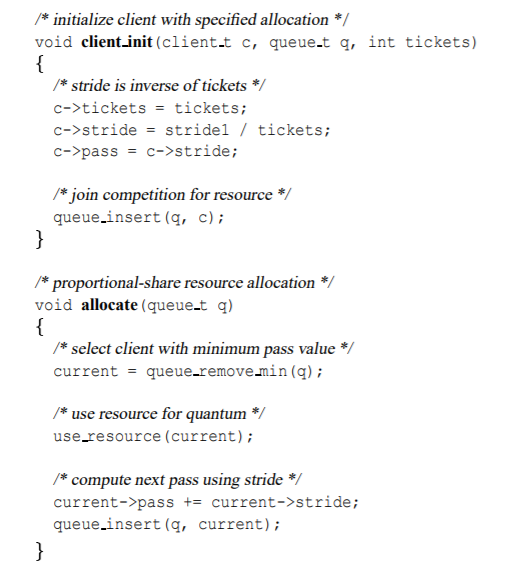 /* initialize client with specified allocation */
void client_init(client_t c, queue_t q, int tickets)
{
/* stride is inverse of tickets */
c->tickets = tickets;
c->stride = stride1 / tickets;
c->pass = c->stride;
/* join competition for resource */
queue_insert(q, c);
}
/* proportional-share resource allocation */
void allocate(queue_t q)
{
/* select client with minimum pass value */
current = queue_remove_min(q);
/* use resource for quantum */
use_resource(current);
/* compute next pass using stride */
current->pass += current->stride;
queue_insert(q, current);
}